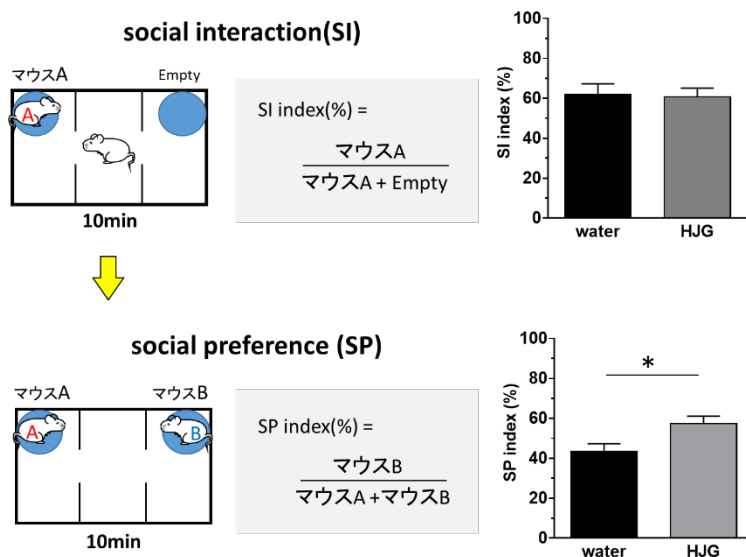 social interaction(SI)
マウスA
Empty
A
10min
SI index(%) =
マウスA
マウスA + Empty
SI index (%)
100
80
60
40
20
0
water
HJG
social preference (SP)
マウスA
マウスB
A
B
10min
SP index(%) =
マウスB
マウスA +マウスB
SP index (%)
100
80
60
40
20
0
*
water
HJG